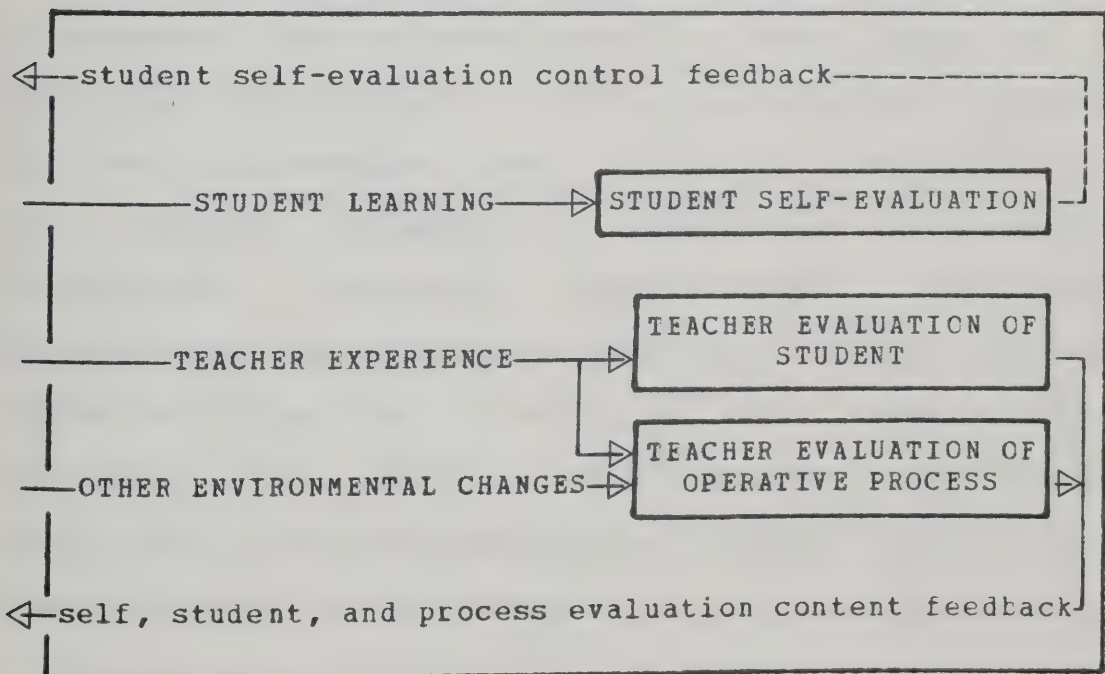 student self-evaluation control feedback
STUDENT LEARNING
STUDENT SELF-EVALUATION
TEACHER EVALUATION OF
STUDENT
TEACHER EXPERIENCE
TEACHER EVALUATION OF
OPERATIVE PROCESS
OTHER ENVIRONMENTAL CHANGES
self, student, and process evaluation content feedback